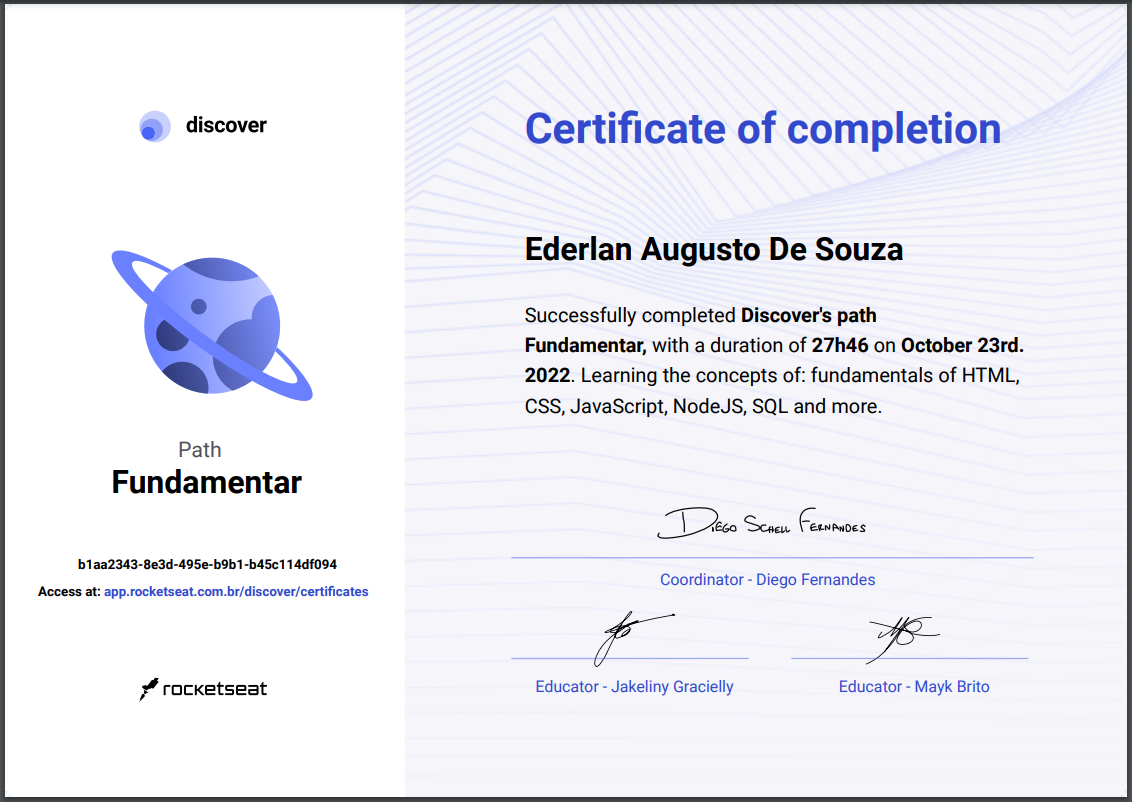 discover
Path
Fundamentar
b1aa2343-8e3d-495e-b9b1-b45c114df094
Access at: app.rocketseat.com.br/discover/certificates
rocketseat
Certificate of completion
Ederlan Augusto De Souza
Successfully completed Discover's path
Fundamentar, with a duration of 27h46 on October 23rd.
2022. Learning the concepts of: fundamentals of HTML,
CSS, JavaScript, NodeJS, SQL and more.
Diego Schell Fernandes
Coordinator - Diego Fernandes
Educator - Jakeliny Gracielly
Educator - Mayk Brito